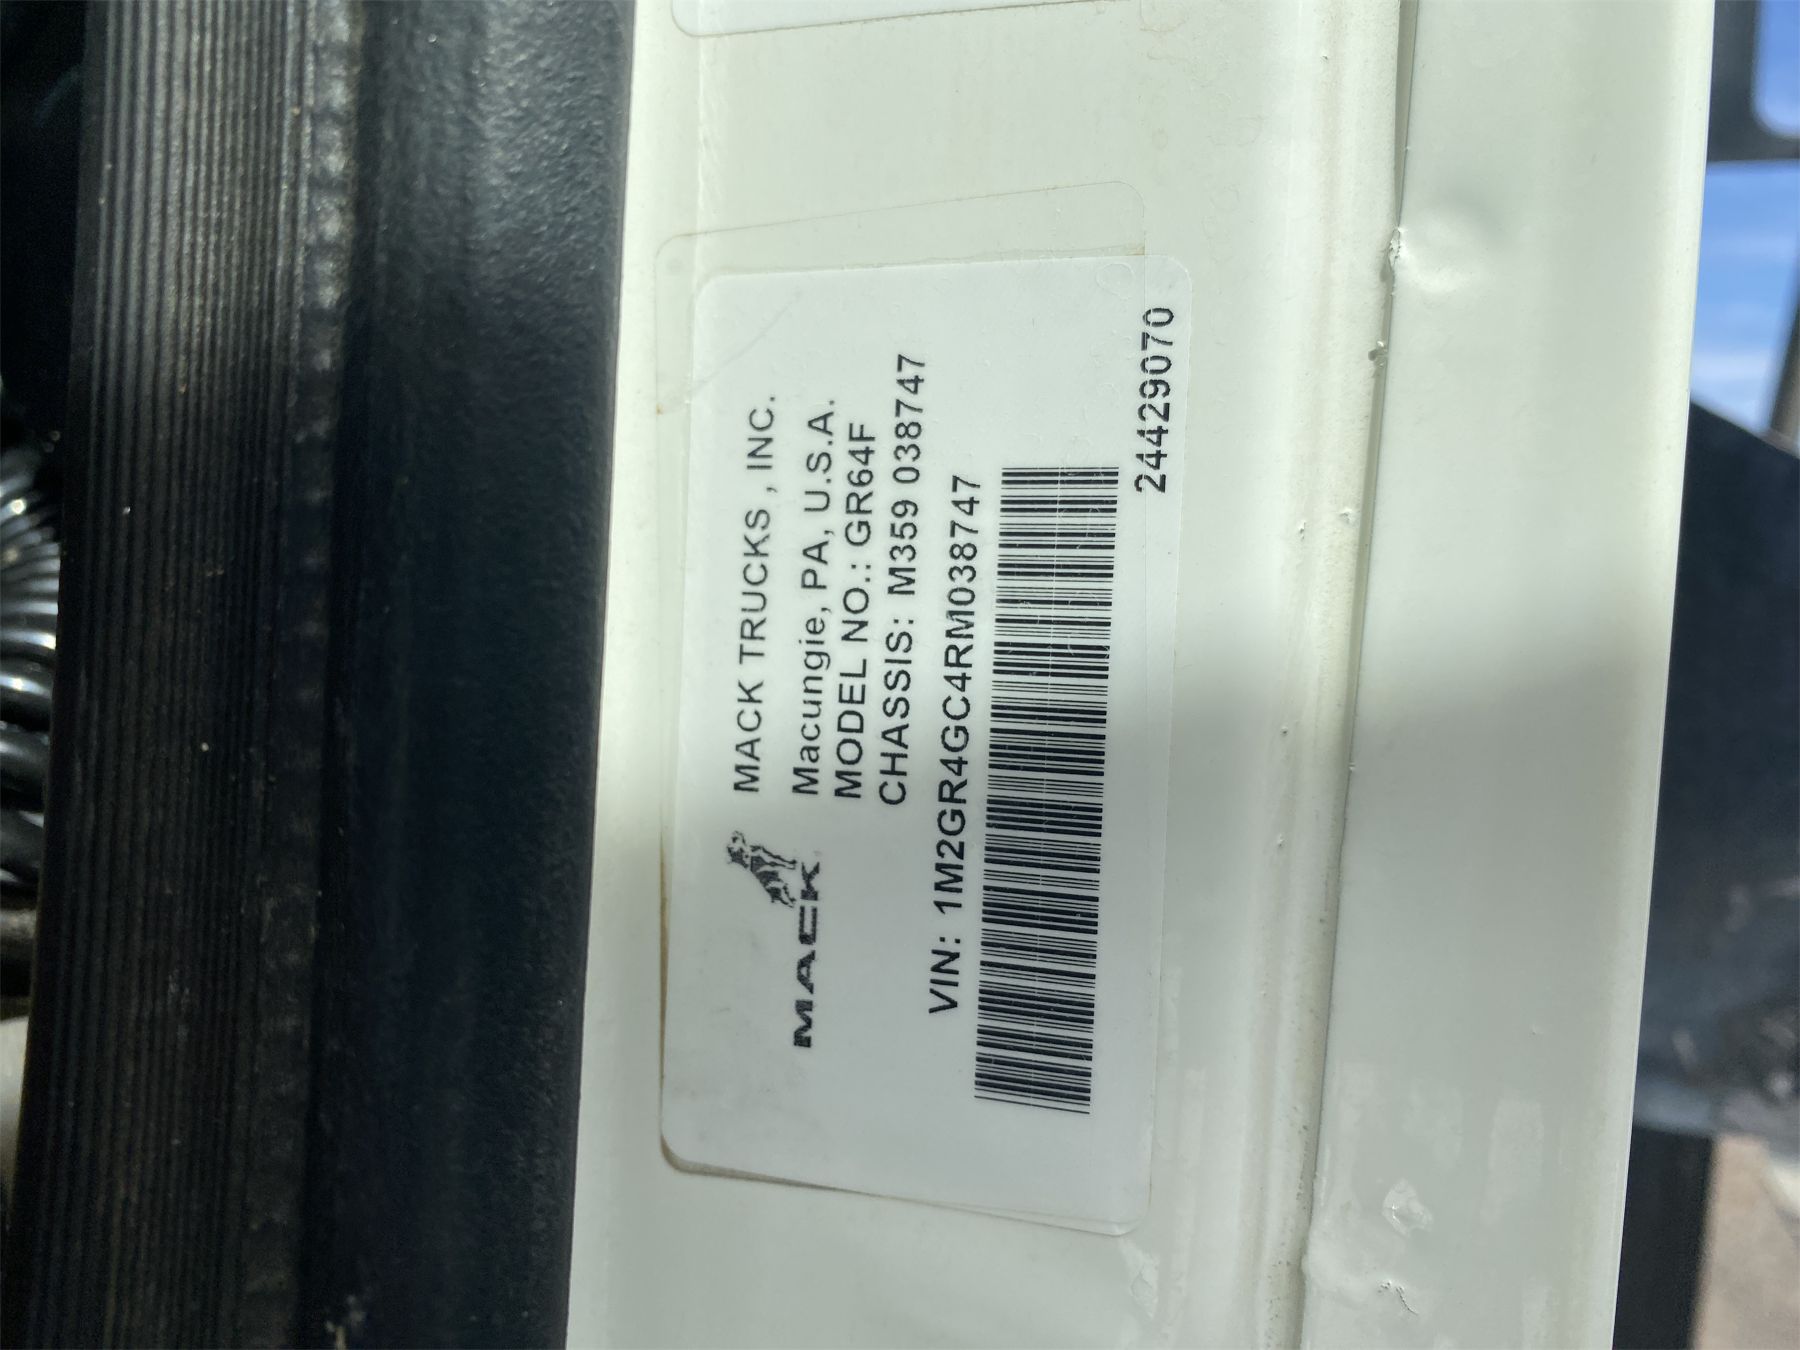 MACK
MACK TRUCKS , INC.
Macungie, PA, U.S.A.
MODEL NO.: GR64F
CHASSIS: M359 038747
VIN: 1M2GR4GC4RM038747
24429070